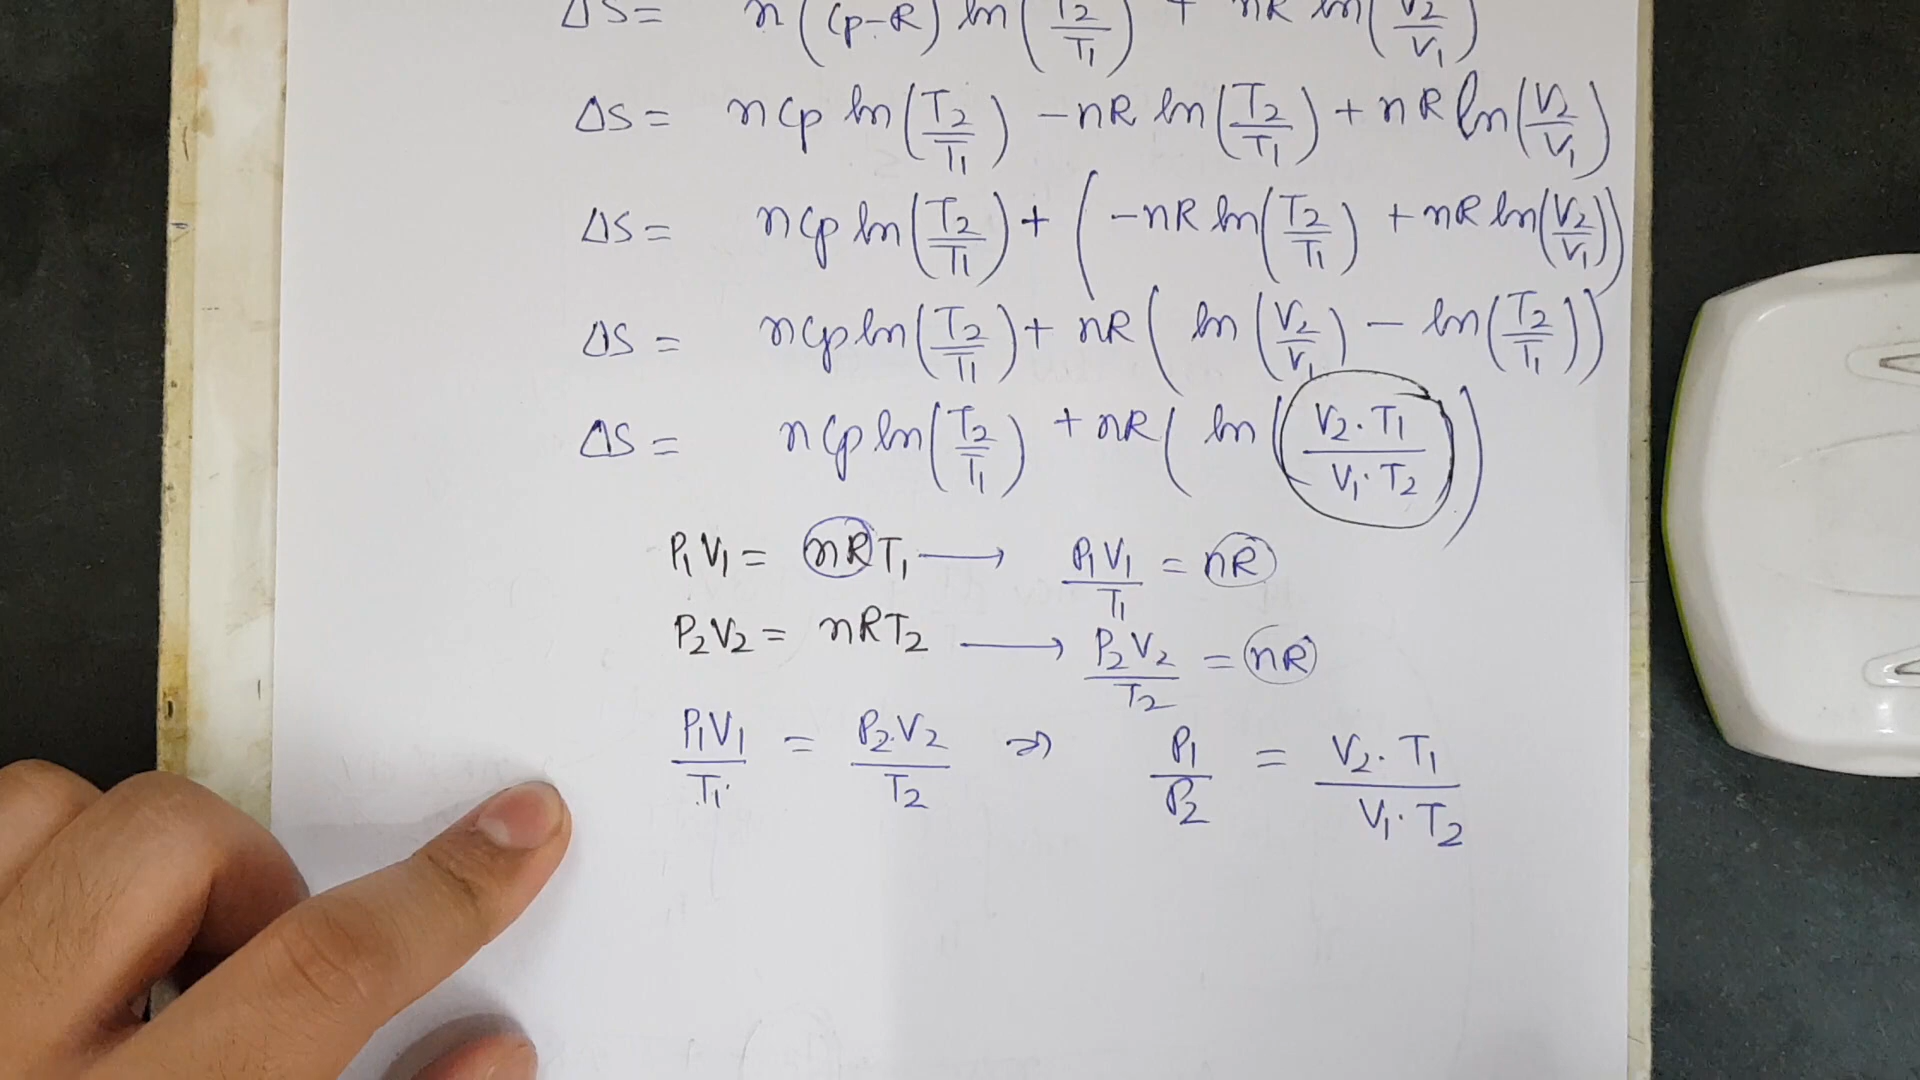 ΔS = n(Cp-R) ln(T2/T1) + nR ln(V2/V1)
ΔS = nCp ln(T2/T1) - nR ln(T2/T1) + nR ln(V2/V1)
ΔS = nCp ln(T2/T1) + (-nR ln(T2/T1) + nR ln(V2/V1))
ΔS = nCp ln(T2/T1) + nR(ln(V2/V1) - ln(T2/T1))
ΔS = nCp ln(T2/T1) + nR(ln(V2·T1/V1·T2))
P1V1 = nRT1 → P1V1/T1 = nR
P2V2 = nRT2 → P2V2/T2 = nR
P1V1/T1 = P2·V2/T2 ⇒ P1/P2 = V2·T1/V1·T2